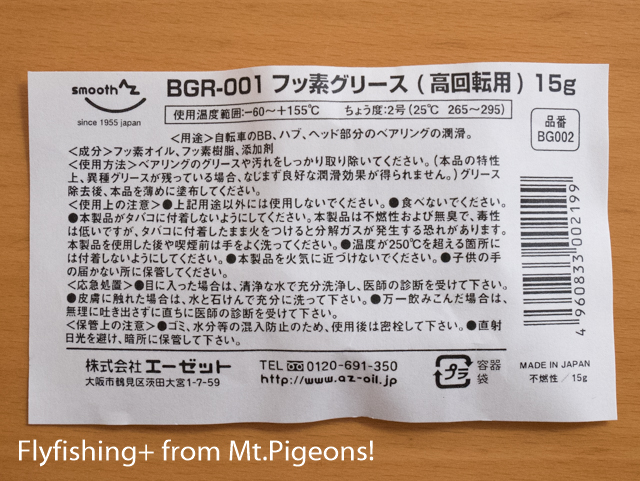 smooth AZ
since 1955 japan
BGR-001 フッ素グリース (高回転用) 15g
使用温度範囲:−60〜+155℃ ちょう度:2号 (25℃ 265〜295)
品番
BG002
<用途>自転車のBB、ハブ、ヘッド部分のベアリングの潤滑。
<成分>フッ素オイル、フッ素樹脂、添加剤
<使用方法>ベアリングのグリースや汚れをしっかり取り除いてください。(本品の特性
上、異種グリースが残っている場合、なじまず良好な潤滑効果が得られません。)グリース
除去後、本品を薄めに塗布してください。
<使用上の注意>●上記用途以外には使用しないでください。●食べないでください。
●本製品がタバコに付着しないようにしてください。本製品は不燃性および無臭で、毒性
は低いですが、タバコに付着したまま火をつけると分解ガスが発生する恐れがあります。
本製品を使用した後や喫煙前は手をよく洗ってください。●温度が250℃を超える箇所に
は付着しないようにしてください。●本製品を火気に近づけないでください。●子供の手
の届かない所に保管してください。
<応急処置>●目に入った場合は、清浄な水で充分洗浄し、医師の診断を受けて下さい。
●皮膚に触れた場合は、水と石けんで充分に洗って下さい。●万一飲みこんだ場合は、
無理に吐き出さずに直ちに医師の診断を受けて下さい。
<保管上の注意>●ゴミ、水分等の混入防止のため、使用後は密栓して下さい。●直射
日光を避け、暗所に保管して下さい。
4 960833 002199
株式会社 エーゼット
大阪市鶴見区茨田大宮1-7-59
TEL 0120-691-350
http://www.az-oil.jp
プラ
容器
袋
MADE IN JAPAN
不燃性/15g
Flyfishing+ from Mt.Pigeons!